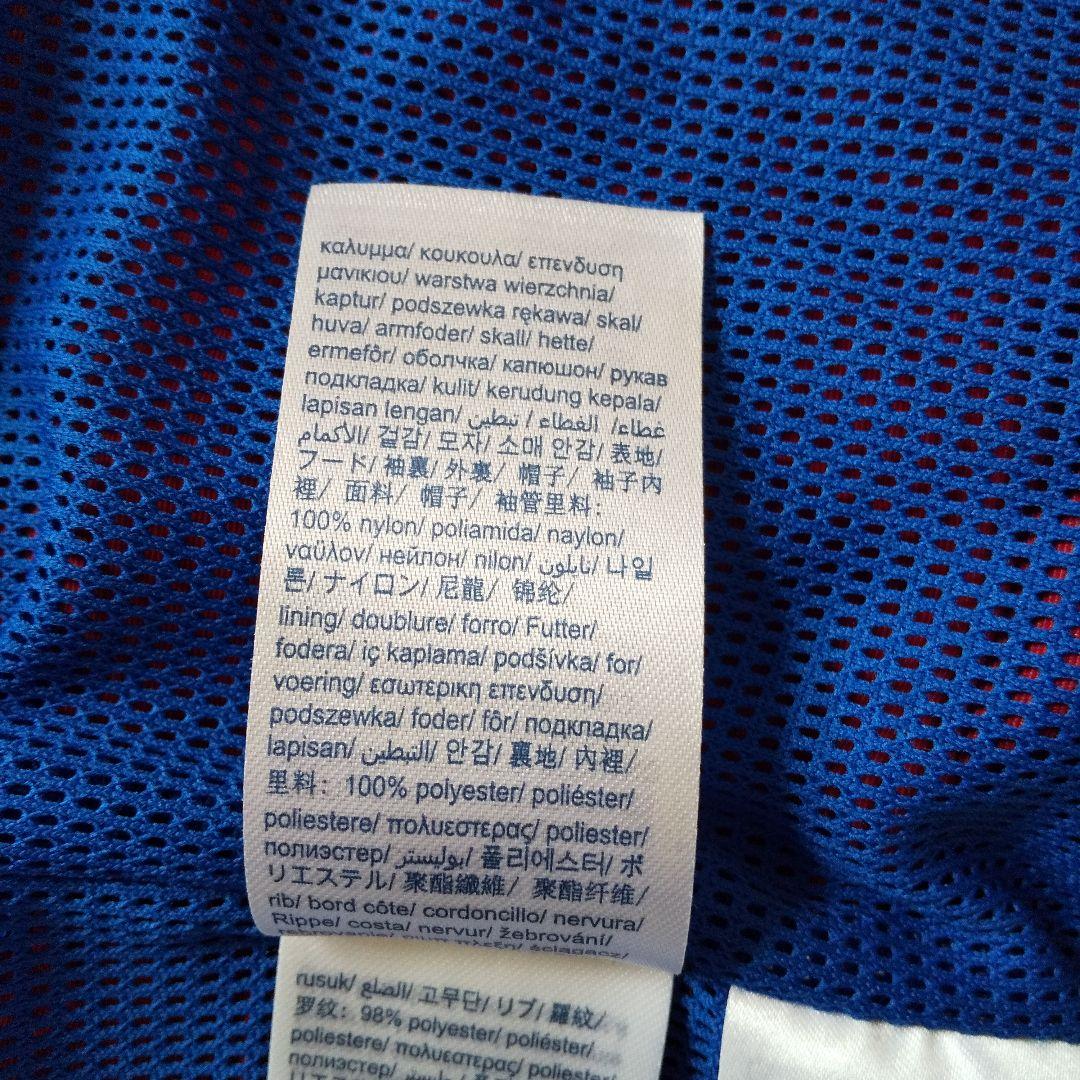 καλυμμα/ κουκουλα/ επενδυση
μανικιου/ warstwa wierzchnia/
kaptur/ podszewka rękawa/ skal/
huva/ armfoder/ skall/ hette/
ermefôr/ оболчка/ капюшон/ рукав
подкладка/ kulit/ kerudung kepala/
lapisan lengan/ غطاء/ الغطاء / تبطين
الأكمام/ 겉감/ 모자/ 소매 안감/ 表地/
フード/ 袖裏/ 外裏/ 帽子/ 袖子内
裡/ 面料/ 帽子/ 袖管里料:
100% nylon/ poliamida/ naylon/
ναϋλον/ нейлон/ nilon/ نايلون/ 나일
론/ ナイロン/ 尼龍/ 锦纶/
lining/ doublure/ forro/ Futter/
fodera/ iç kaplama/ podšívka/ for/
voering/ εσωτερικη επενδυση/
podszewka/ foder/ fôr/ подкладка/
lapisan/ التبطين/ 안감/ 裏地/ 內裡/
里料: 100% polyester/ poliéster/
poliestere/ πολυεστερας/ poliester/
полиэстер/ بوليستر/ 폴리에스터/ ポ
リエステル/ 聚酯纖維/ 聚酯纤维/
rib/ bord côte/ cordoncillo/ nervura/
Rippe/ costa/ nervur/ žebrování/
ściągacz/
rusuk/ الضلع/ 고무단/ リブ/ 羅紋/
罗纹: 98% polyester/ poliéster/
poliestere/ πολυεστερας/ poliester/
полиэстер/